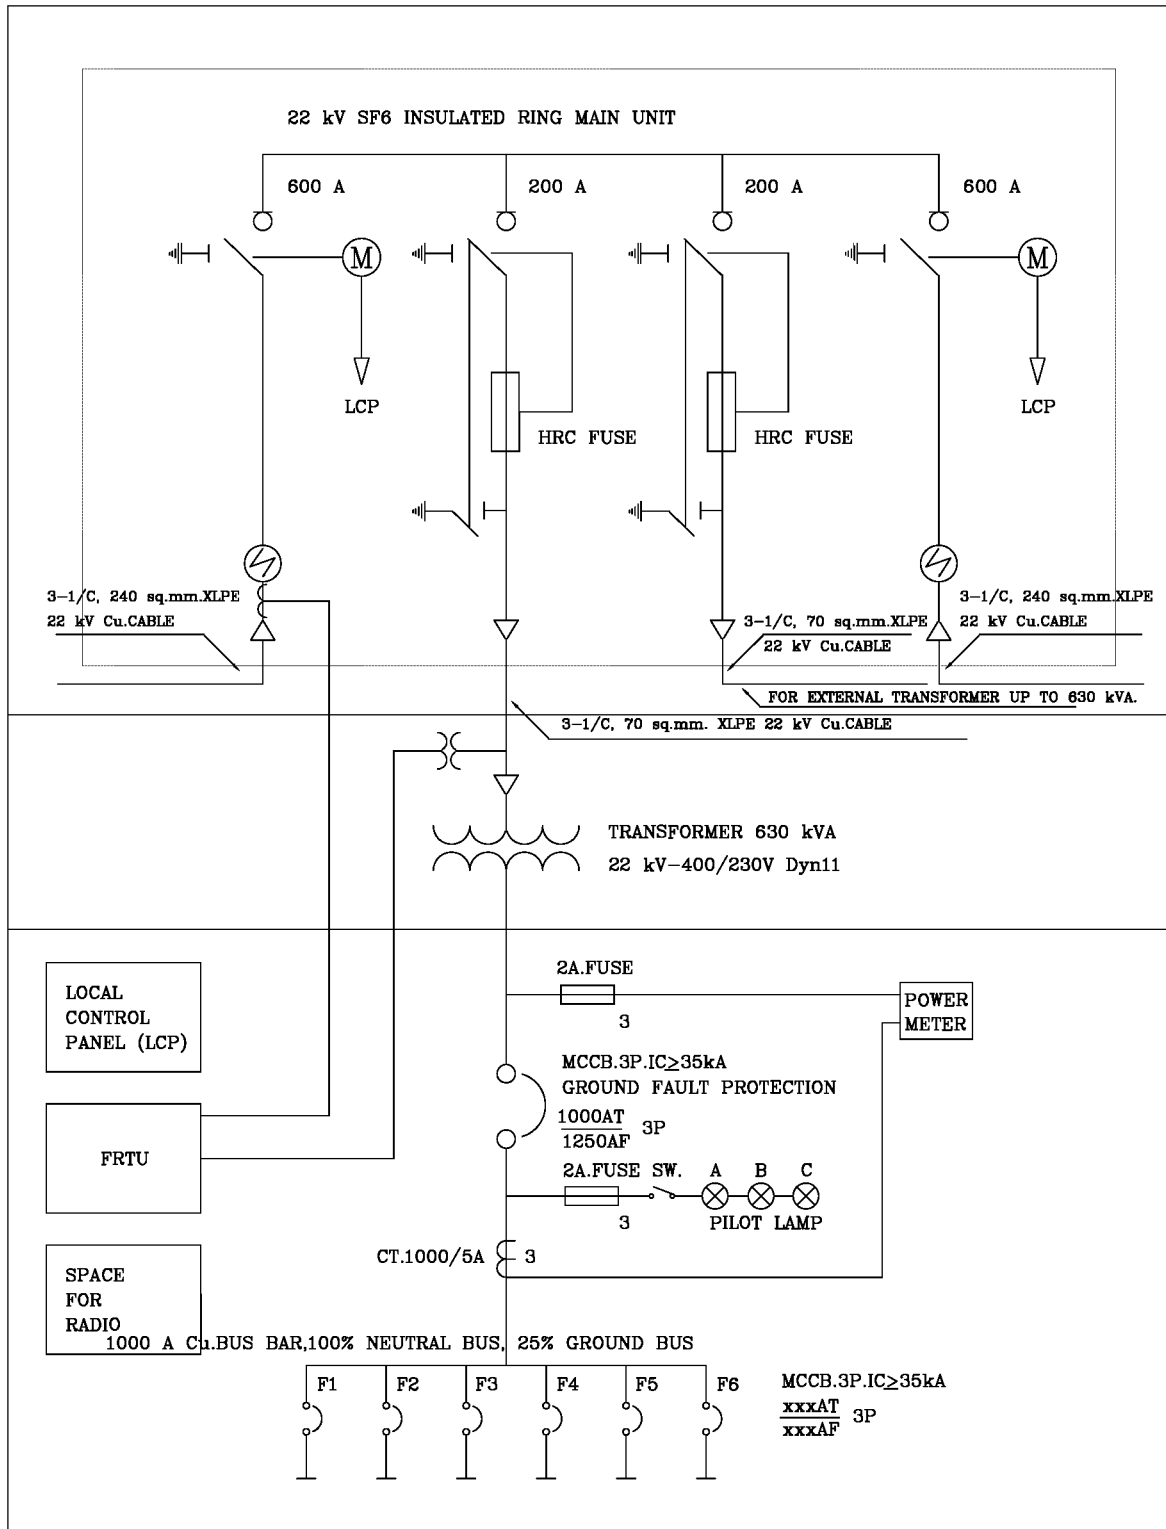 22 kV SF6 INSULATED RING MAIN UNIT
600 A
200 A
200 A
600 A
M
M
LCP
LCP
HRC FUSE
HRC FUSE
3-1/C, 240 sq.mm.XLPE
22 kV Cu.CABLE
3-1/C, 70 sq.mm.XLPE
22 kV Cu.CABLE
3-1/C, 240 sq.mm.XLPE
22 kV Cu.CABLE
FOR EXTERNAL TRANSFORMER UP TO 630 kVA.
3-1/C, 70 sq.mm. XLPE 22 kV Cu.CABLE
TRANSFORMER 630 kVA
22 kV-400/230V Dyn11
LOCAL
CONTROL
PANEL (LCP)
2A.FUSE
3
POWER
METER
MCCB.3P.IC≥35kA
GROUND FAULT PROTECTION
1000AT
1250AF
3P
FRTU
2A.FUSE SW.
A B C
3
PILOT LAMP
CT.1000/5A
3
SPACE
FOR
RADIO
1000 A Cu.BUS BAR,100% NEUTRAL BUS, 25% GROUND BUS
F1 F2 F3 F4 F5 F6
MCCB.3P.IC≥35kA
xxxAT
xxxAF
3P